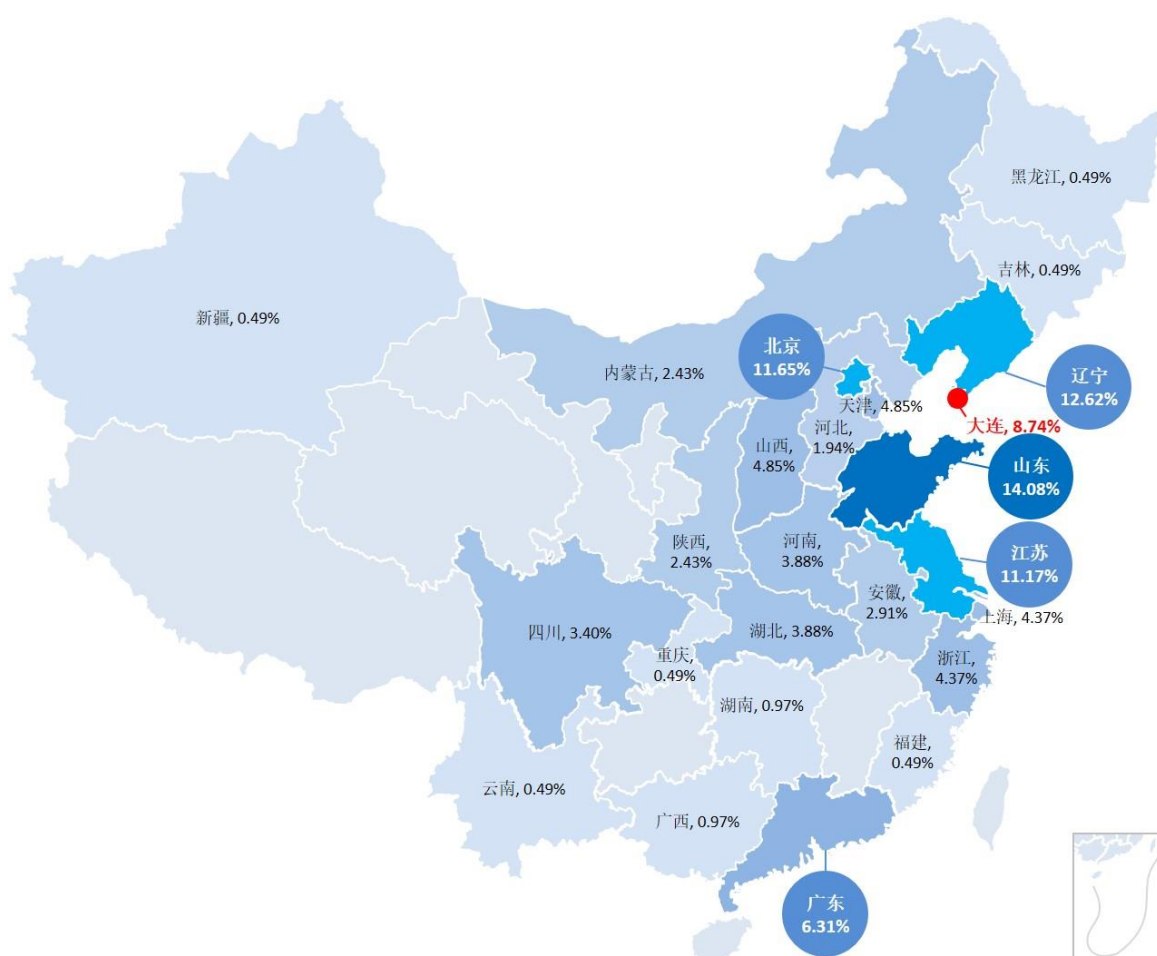 黑龙江, 0.49%
吉林, 0.49%
新疆, 0.49%
内蒙古, 2.43%
北京
11.65%
辽宁
12.62%
天津, 4.85%
大连, 8.74%
河北
1.94%
山西
4.85%
山东
14.08%
陕西,
2.43%
河南,
3.88%
江苏
11.17%
安徽,
2.91%
上海, 4.37%
四川, 3.40%
湖北, 3.88%
重庆,
0.49%
浙江,
4.37%
湖南, 0.97%
福建,
0.49%
云南, 0.49%
广西, 0.97%
广东
6.31%